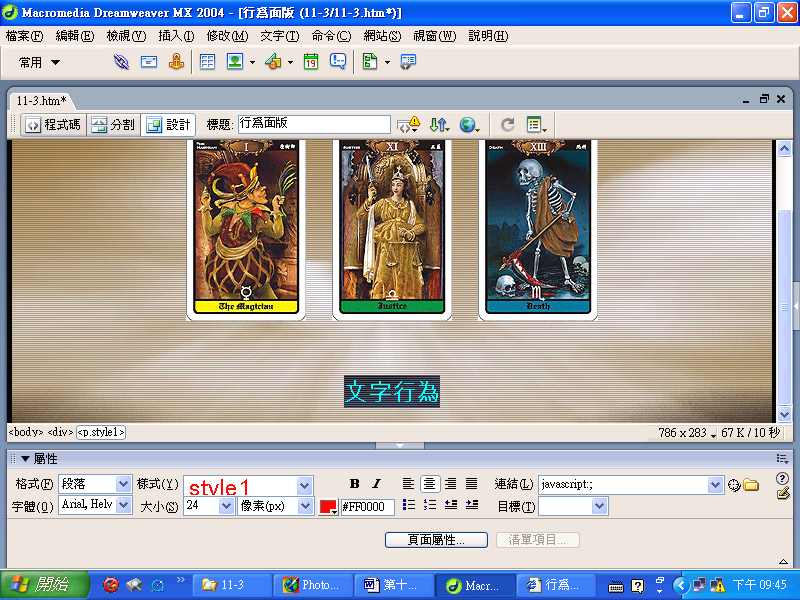 Macromedia Dreamweaver MX 2004 - [行為面版 (11-3/11-3.htm*)]
檔案(F) 編輯(E) 檢視(V) 插入(I) 修改(M) 文字(T) 命令(C) 網站(S) 視窗(W) 說明(H)
常用
11-3.htm*
程式碼 分割 設計 標題: 行為面版
I XI XIII
The Magician Justice Death
文字行為
<body> <div> <p.style1> 786 x 283 67 K / 10 秒
屬性
格式(F) 段落 樣式(Y) style1 B I 連結(L) javascript:;
字體(O) Arial, Helv 大小(S) 24 像素(px) #FF0000 目標(T)
頁面屬性... 清單項目...
開始 11-3 Photo... 第十... Macr... 行為... 下午 09:45